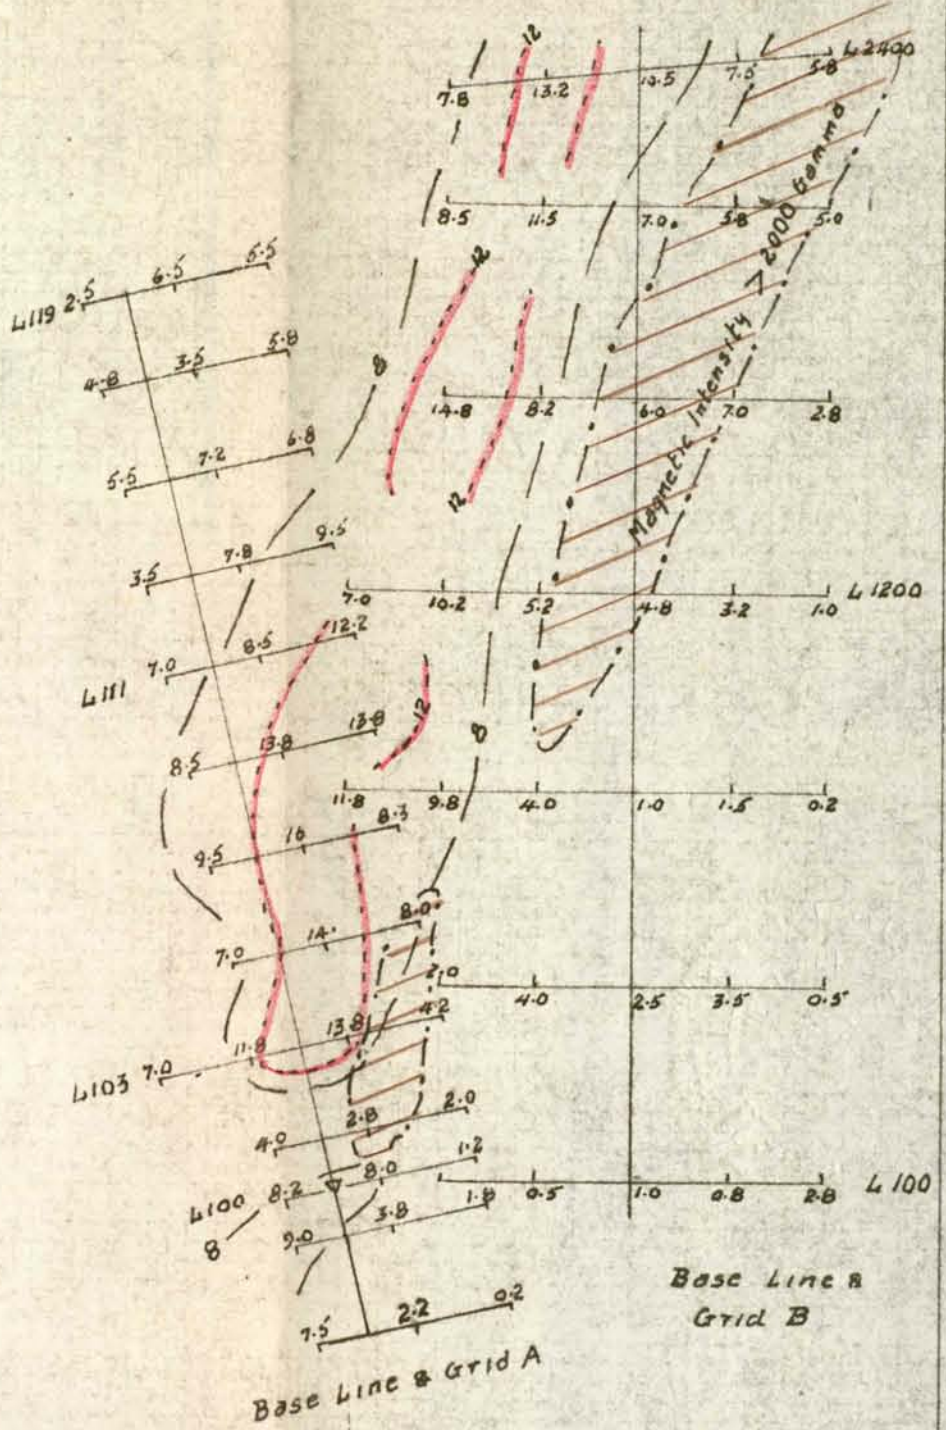 12
7.8 13.2 10.5 7.5 5.8 L2400
8.5 11.5 7.0 5.8 5.0
Magnetic Intensity > 2000 Gamma
L119 2.5 6.5 5.5
12
4.8 3.5 5.8
8
14.8 8.2 6.0 7.0 2.8
5.5 7.2 6.8
12
3.5 7.8 9.5
7.0 10.2 5.2 4.8 3.2 1.0 L1200
L111 7.0 8.5 12.2
12
8.5 13.8 13.8
8
11.8 9.8 4.0 1.0 1.5 0.2
9.5 16 8.3
7.0 14. 8.0
2.0 4.0 2.5 3.5 0.5
L103 7.0 11.8 13.8 4.2
4.0 2.8 2.0
L100 8.2 8.0 1.2
1.8 0.5 1.0 0.8 2.8 L100
8
9.0 3.8
7.5 2.2 0.2
Base Line & Grid A
Base Line &
Grid B